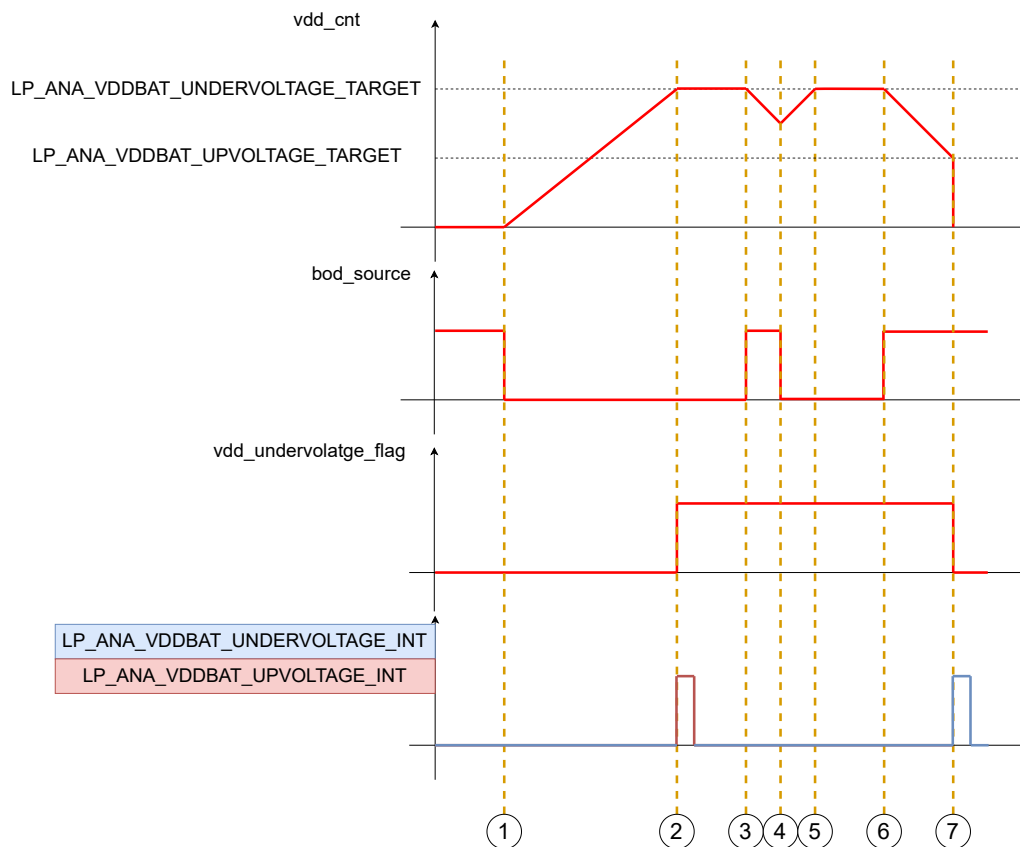 vdd_cnt
LP_ANA_VDDBAT_UNDERVOLTAGE_TARGET
LP_ANA_VDDBAT_UPVOLTAGE_TARGET
bod_source
vdd_undervolatge_flag
LP_ANA_VDDBAT_UNDERVOLTAGE_INT
LP_ANA_VDDBAT_UPVOLTAGE_INT
1 2 3 4 5 6 7